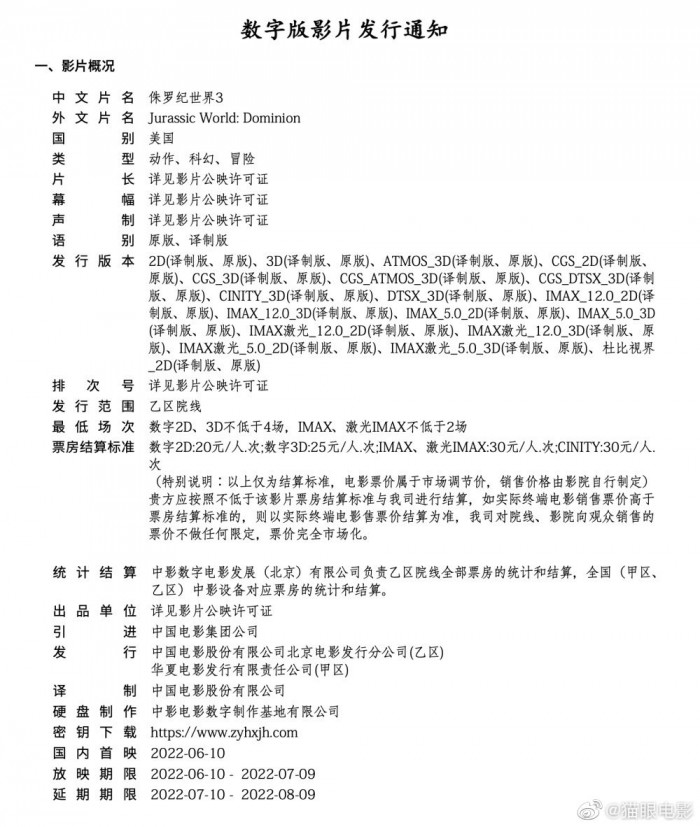 数字版影片发行通知
一、影片概况
中文片名 侏罗纪世界3
外文片名 Jurassic World: Dominion
国别 美国
类型 动作、科幻、冒险
片长 详见影片公映许可证
幕幅 详见影片公映许可证
声制 详见影片公映许可证
语别 原版、译制版
发行版本 2D(译制版、原版)、3D(译制版、原版)、ATMOS_3D(译制版、原版)、CGS_2D(译制版、
原版)、CGS_3D(译制版、原版)、CGS_ATMOS_3D(译制版、原版)、CGS_DTSX_3D(译制
版、原版)、CINITY_3D(译制版、原版)、DTSX_3D(译制版、原版)、IMAX_12.0_2D(译
制版、原版)、IMAX_12.0_3D(译制版、原版)、IMAX_5.0_2D(译制版、原版)、IMAX_5.0_3D
(译制版、原版)、IMAX激光_12.0_2D(译制版、原版)、IMAX激光_12.0_3D(译制版、原
版)、IMAX激光_5.0_2D(译制版、原版)、IMAX激光_5.0_3D(译制版、原版)、杜比视界
_2D(译制版、原版)
排次号 详见影片公映许可证
发行范围 乙区院线
最低场次 数字2D、3D不低于4场，IMAX、激光IMAX不低于2场
票房结算标准 数字2D:20元/人.次;数字3D:25元/人.次;IMAX、激光IMAX:30元/人.次;CINITY:30元/人.
次
（特别说明：以上仅为结算标准，电影票价属于市场调节价，销售价格由影院自行制定）
贵方应按照不低于该影片票房结算标准与我司进行结算，如实际终端电影销售票价高于
票房结算标准的，则以实际终端电影售票价结算为准，我司对院线、影院向观众销售的
票价不做任何限定，票价完全市场化。
统计结算 中影数字电影发展（北京）有限公司负责乙区院线全部票房的统计和结算，全国（甲区、
乙区）中影设备对应票房的统计和结算。
出品单位 详见影片公映许可证
引进 中国电影集团公司
发行 中国电影股份有限公司北京电影发行分公司(乙区)
华夏电影发行有限责任公司(甲区)
译制 中国电影股份有限公司
硬盘制作 中影电影数字制作基地有限公司
密钥下载 https://www.zyhxjh.com
国内首映 2022-06-10
放映期限 2022-06-10 - 2022-07-09
延期期限 2022-07-10 - 2022-08-09
@猫眼电影